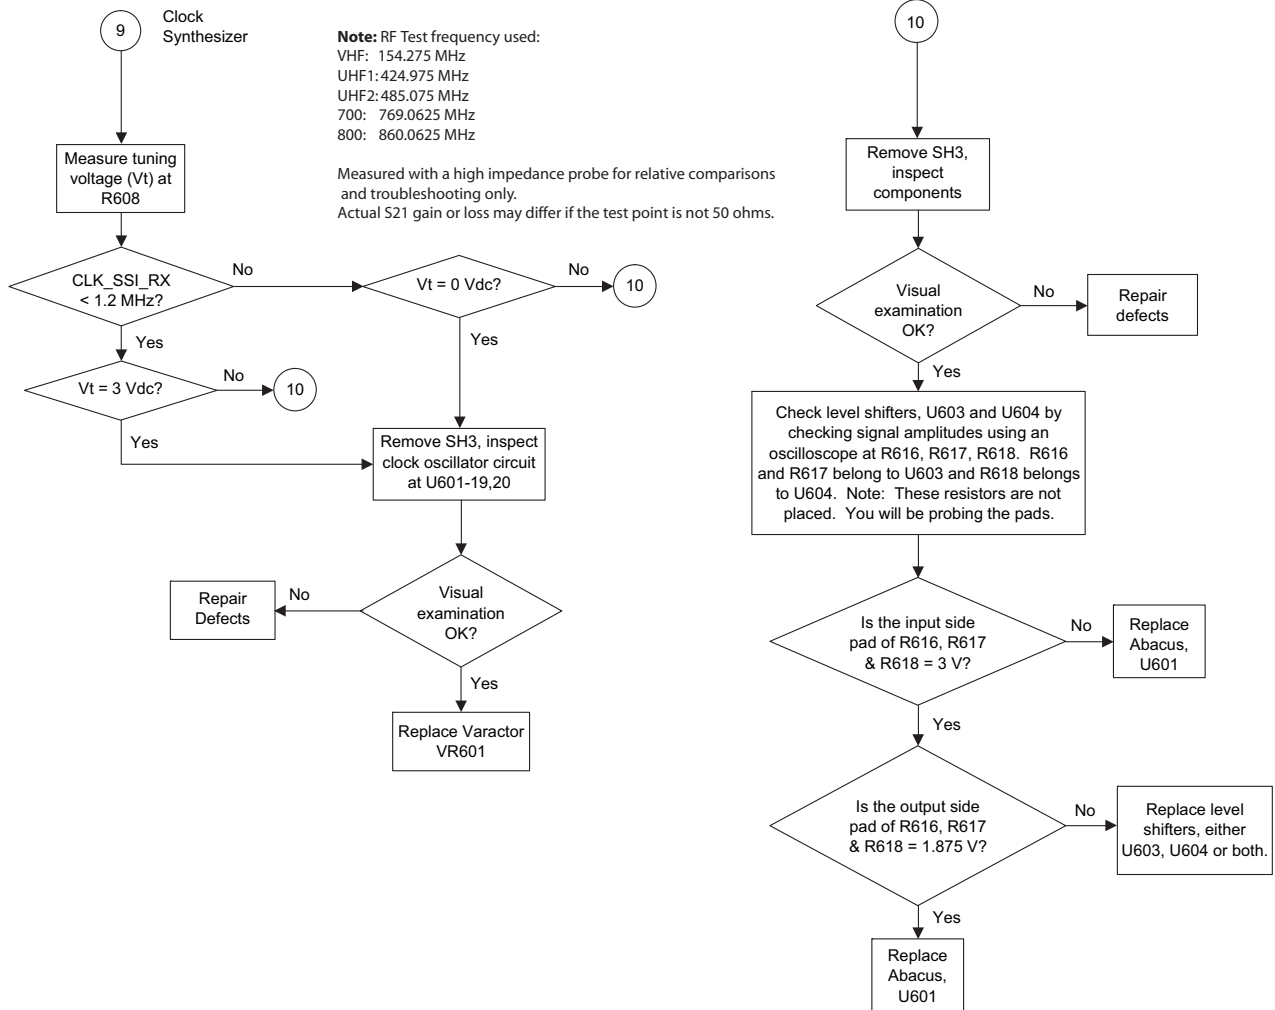 9
Clock
Synthesizer
Note: RF Test frequency used:
VHF: 154.275 MHz
UHF1: 424.975 MHz
UHF2: 485.075 MHz
700: 769.0625 MHz
800: 860.0625 MHz
Measured with a high impedance probe for relative comparisons
and troubleshooting only.
Actual S21 gain or loss may differ if the test point is not 50 ohms.
Measure tuning
voltage (Vt) at
R608
CLK_SSI_RX
< 1.2 MHz?
No
Vt = 0 Vdc?
No
10
Yes
Yes
Vt = 3 Vdc?
No
10
Yes
Remove SH3, inspect
clock oscillator circuit
at U601-19,20
Visual
examination
OK?
No
Repair
Defects
Yes
Replace Varactor
VR601
10
Remove SH3,
inspect
components
Visual
examination
OK?
No
Repair
defects
Yes
Check level shifters, U603 and U604 by
checking signal amplitudes using an
oscilloscope at R616, R617, R618. R616
and R617 belong to U603 and R618 belongs
to U604. Note: These resistors are not
placed. You will be probing the pads.
Is the input side
pad of R616, R617
& R618 = 3 V?
No
Replace
Abacus,
U601
Yes
Is the output side
pad of R616, R617
& R618 = 1.875 V?
No
Replace level
shifters, either
U603, U604 or both.
Yes
Replace
Abacus,
U601